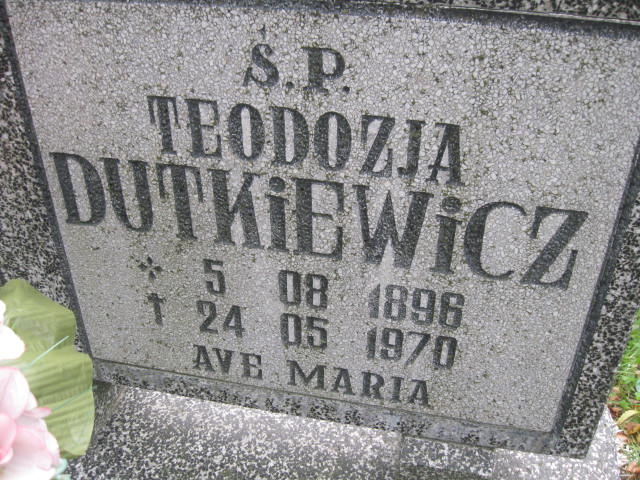 Ś.P.
TEODOZJA
DUTKiEWiCZ
* 5 08 1896
† 24 05 1970
AVE MARIA